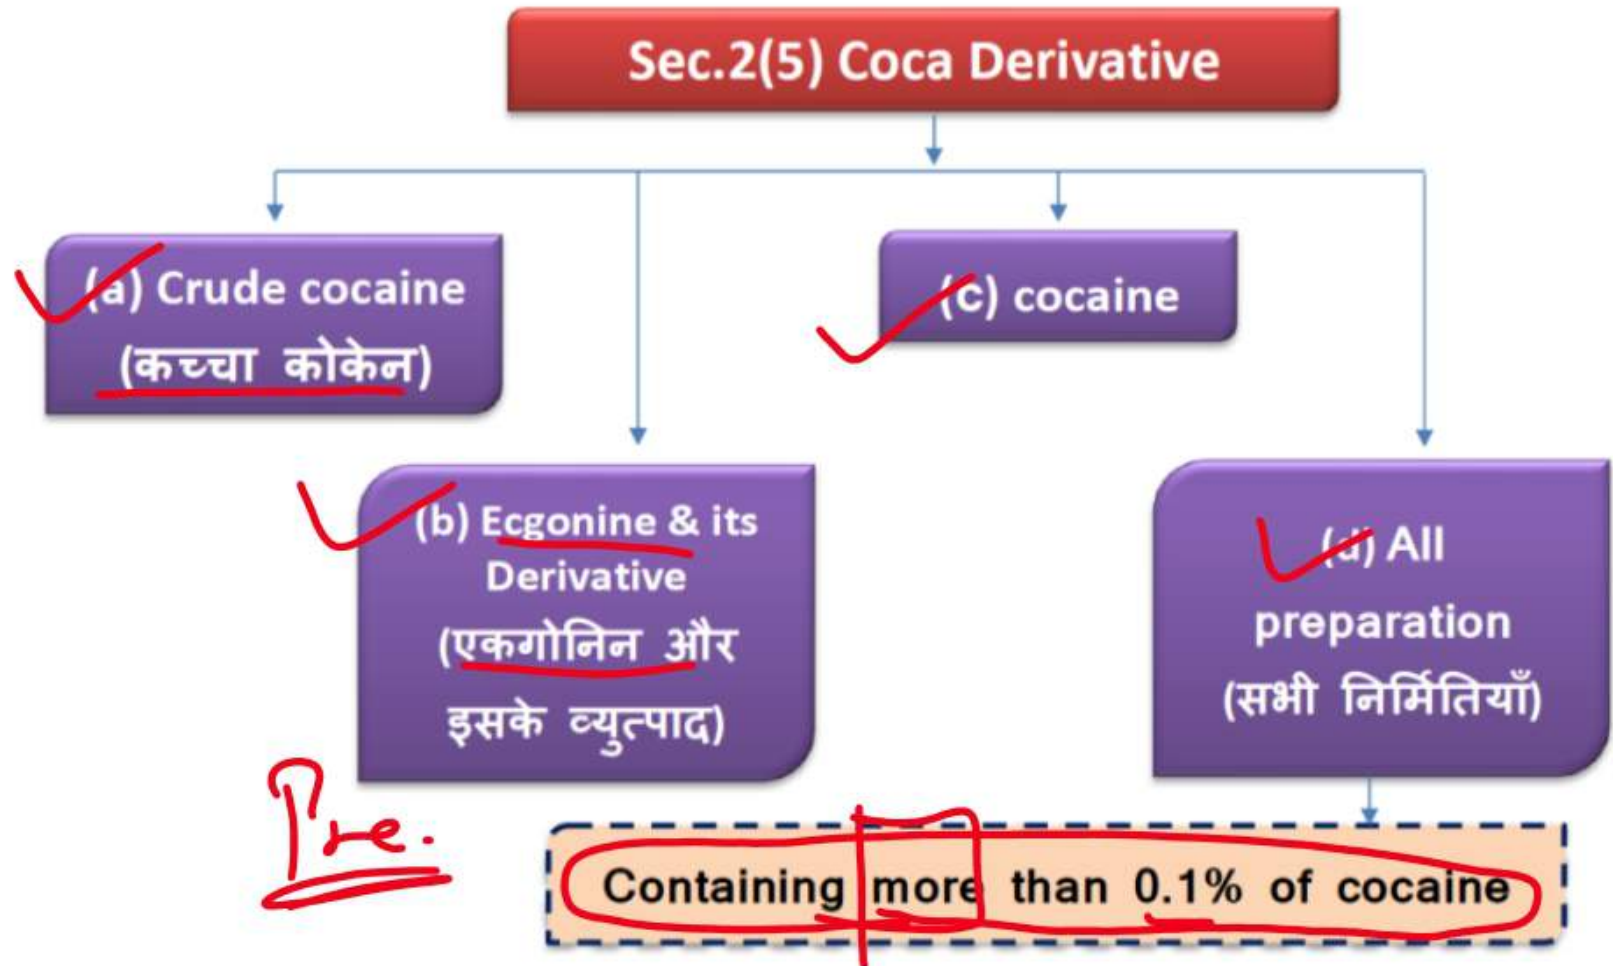 Sec.2(5) Coca Derivative
(a) Crude cocaine
(कच्चा कोकेन)
(b) Ecgonine & its
Derivative
(एकगोनिन और
इसके व्युत्पाद)
(c) cocaine
(d) All
preparation
(सभी निर्मितियाँ)
Pre.
Containing more than 0.1% of cocaine